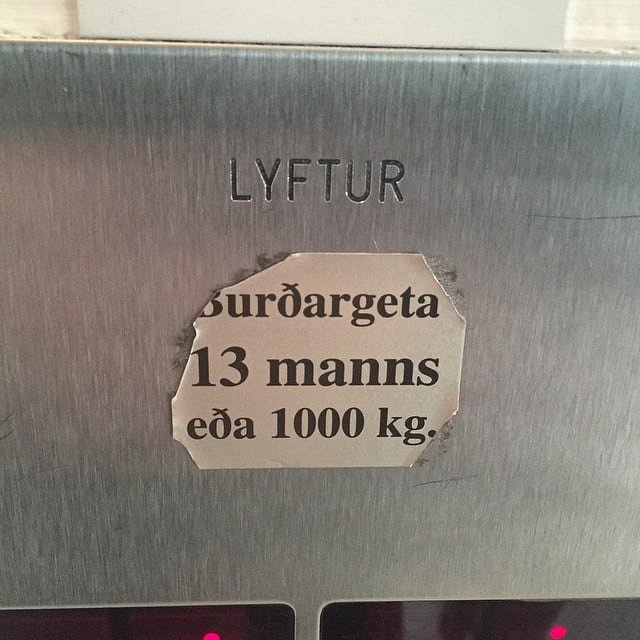 LYFTUR
Burðargeta
13 manns
eða 1000 kg.